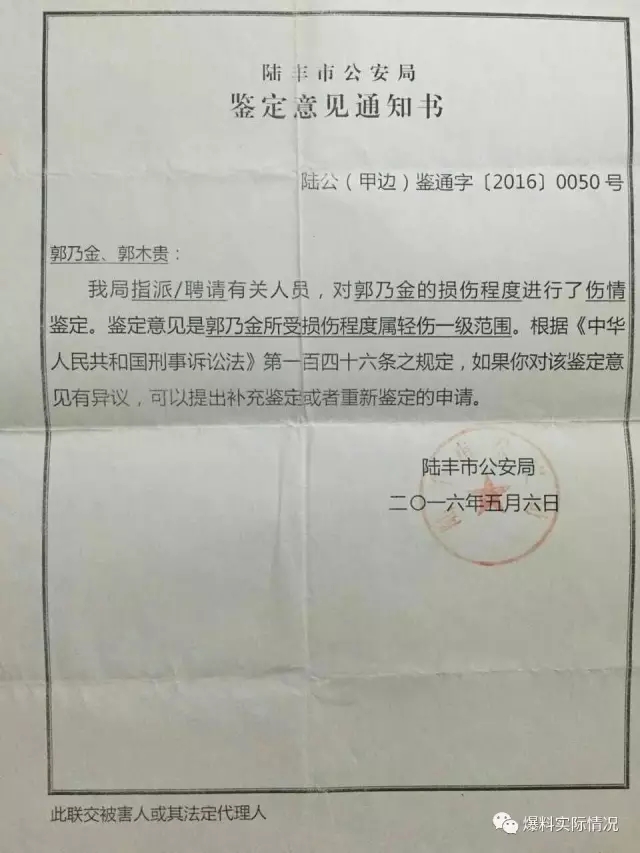 陆丰市公安局
鉴定意见通知书
陆公（甲边）鉴通字〔2016〕0050号
郭乃金、郭木贵：
我局指派/聘请有关人员，对郭乃金的损伤程度进行了伤情
鉴定。鉴定意见是郭乃金所受损伤程度属轻伤一级范围。根据《中华
人民共和国刑事诉讼法》第一百四十六条之规定，如果你对该鉴定意
见有异议，可以提出补充鉴定或者重新鉴定的申请。
陆丰市公安局
二〇一六年五月六日
此联交被害人或其法定代理人
爆料实际情况